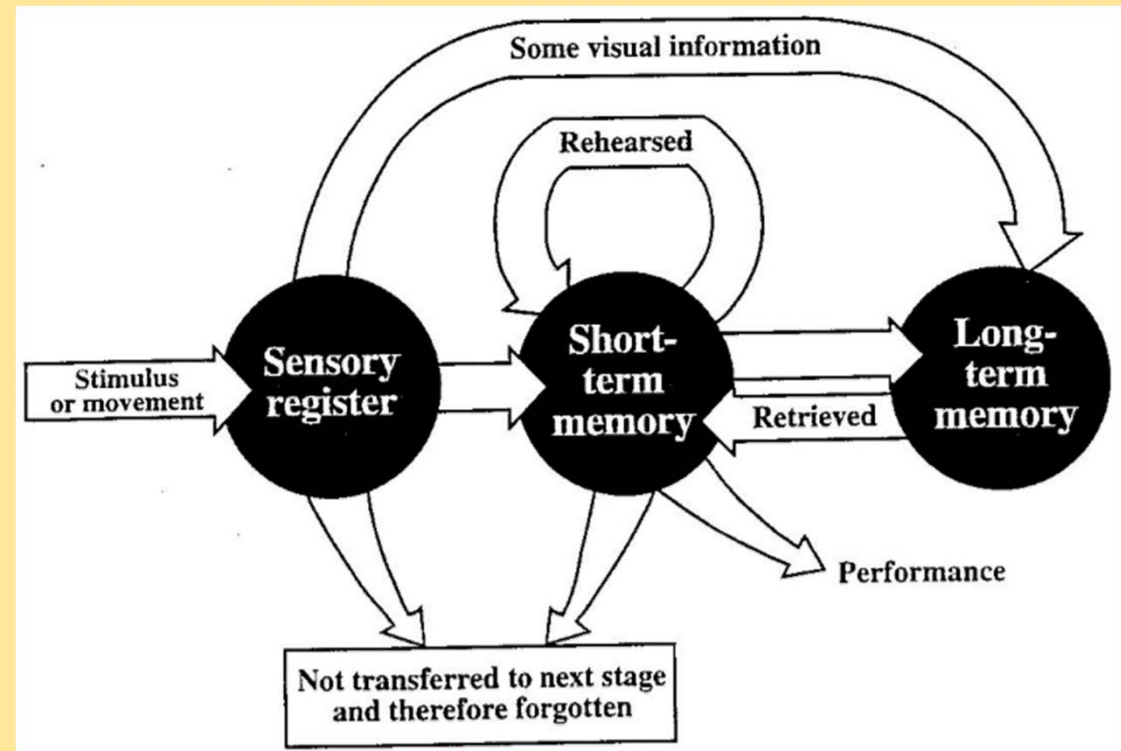 Some visual information
Rehearsed
Stimulus
or movement
Sensory
register
Short-
term
memory
Long-
term
memory
Retrieved
Performance
Not transferred to next stage
and therefore forgotten